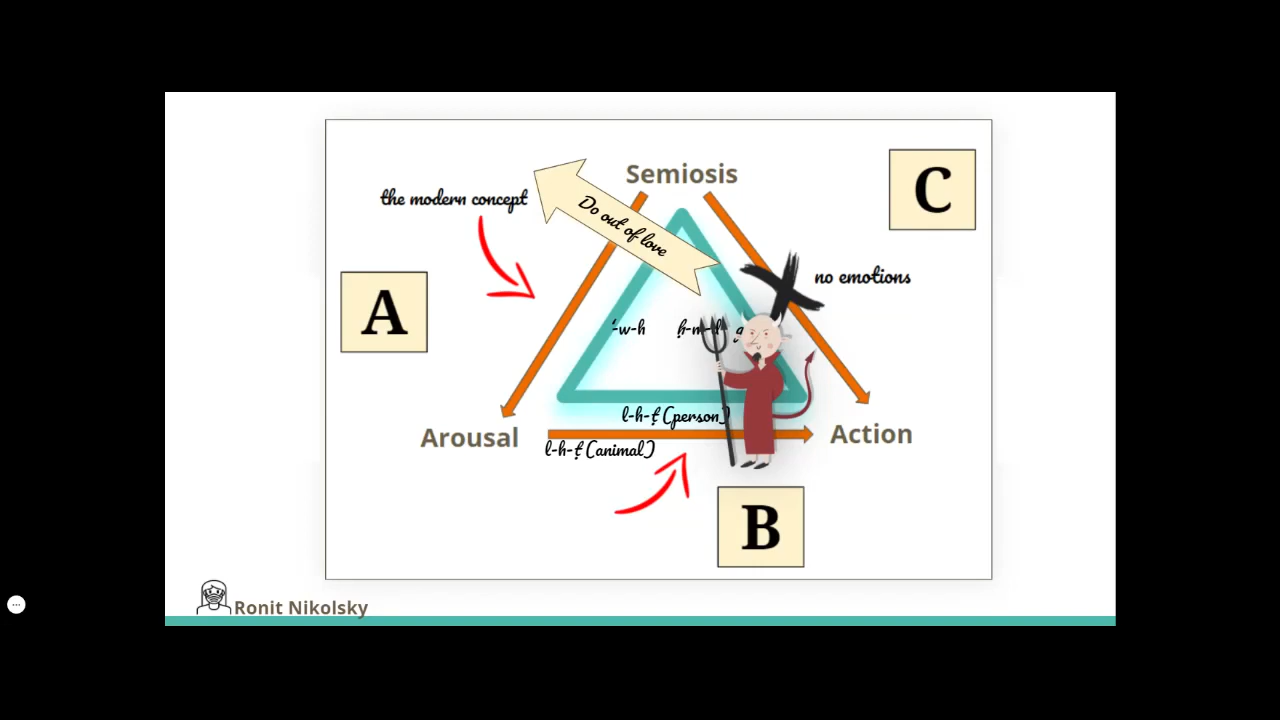 Semiosis
C
the modern concept
Do out of love
no emotions
A
'-w-h
l-h-ṭ (person)
Arousal
Action
l-h-ṭ (animal)
B
Ronit Nikolsky